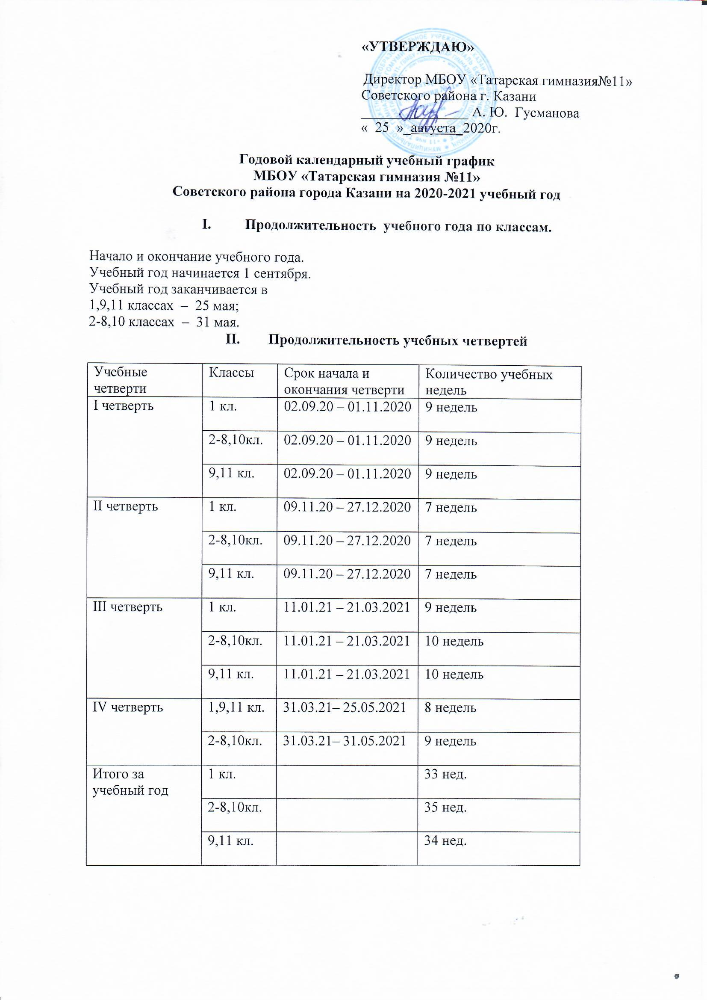 «УТВЕРЖДАЮ»
Директор МБОУ «Татарская гимназия№11»
Советского района г. Казани
_______________ А. Ю. Гусманова
« 25 »_августа_2020г.
Годовой календарный учебный график
МБОУ «Татарская гимназия №11»
Советского района города Казани на 2020-2021 учебный год
I. Продолжительность учебного года по классам.
Начало и окончание учебного года.
Учебный год начинается 1 сентября.
Учебный год заканчивается в
1,9,11 классах – 25 мая;
2-8,10 классах – 31 мая.
II. Продолжительность учебных четвертей
Учебные четверти Классы Срок начала и окончания четверти Количество учебных недель
I четверть 1 кл. 02.09.20 – 01.11.2020 9 недель
2-8,10кл. 02.09.20 – 01.11.2020 9 недель
9,11 кл. 02.09.20 – 01.11.2020 9 недель
II четверть 1 кл. 09.11.20 – 27.12.2020 7 недель
2-8,10кл. 09.11.20 – 27.12.2020 7 недель
9,11 кл. 09.11.20 – 27.12.2020 7 недель
III четверть 1 кл. 11.01.21 – 21.03.2021 9 недель
2-8,10кл. 11.01.21 – 21.03.2021 10 недель
9,11 кл. 11.01.21 – 21.03.2021 10 недель
IV четверть 1,9,11 кл. 31.03.21– 25.05.2021 8 недель
2-8,10кл. 31.03.21– 31.05.2021 9 недель
Итого за учебный год 1 кл. 33 нед.
2-8,10кл. 35 нед.
9,11 кл. 34 нед.